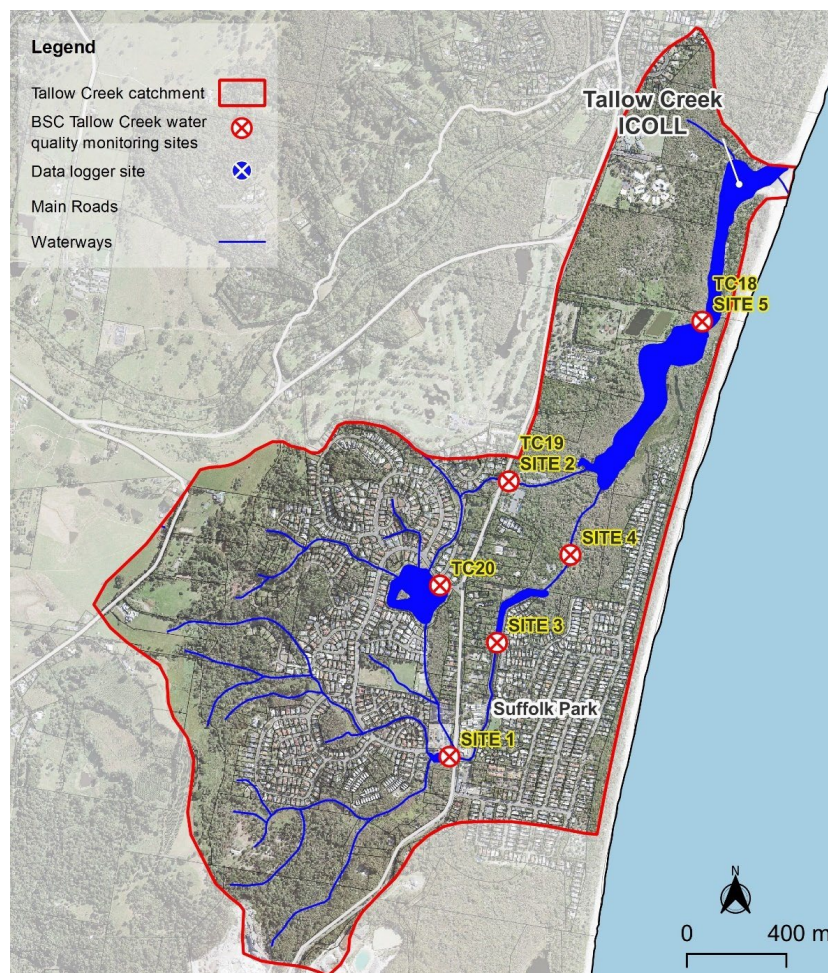 Legend
Tallow Creek catchment
BSC Tallow Creek water
quality monitoring sites
Data logger site
Main Roads
Waterways
Tallow Creek
ICOLL
TC18
SITE 5
TC19
SITE 2
SITE 4
TC20
SITE 3
Suffolk Park
SITE 1
N
0 400 m